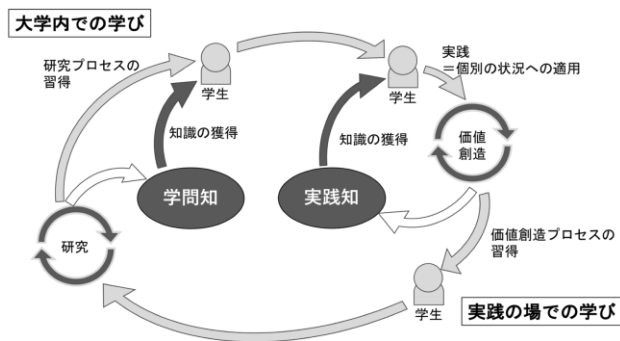 大学内での学び
研究プロセスの
習得
学生
学生
実践
＝個別の状況への適用
知識の獲得
知識の獲得
価値
創造
学問知
実践知
研究
価値創造プロセスの
習得
学生
実践の場での学び